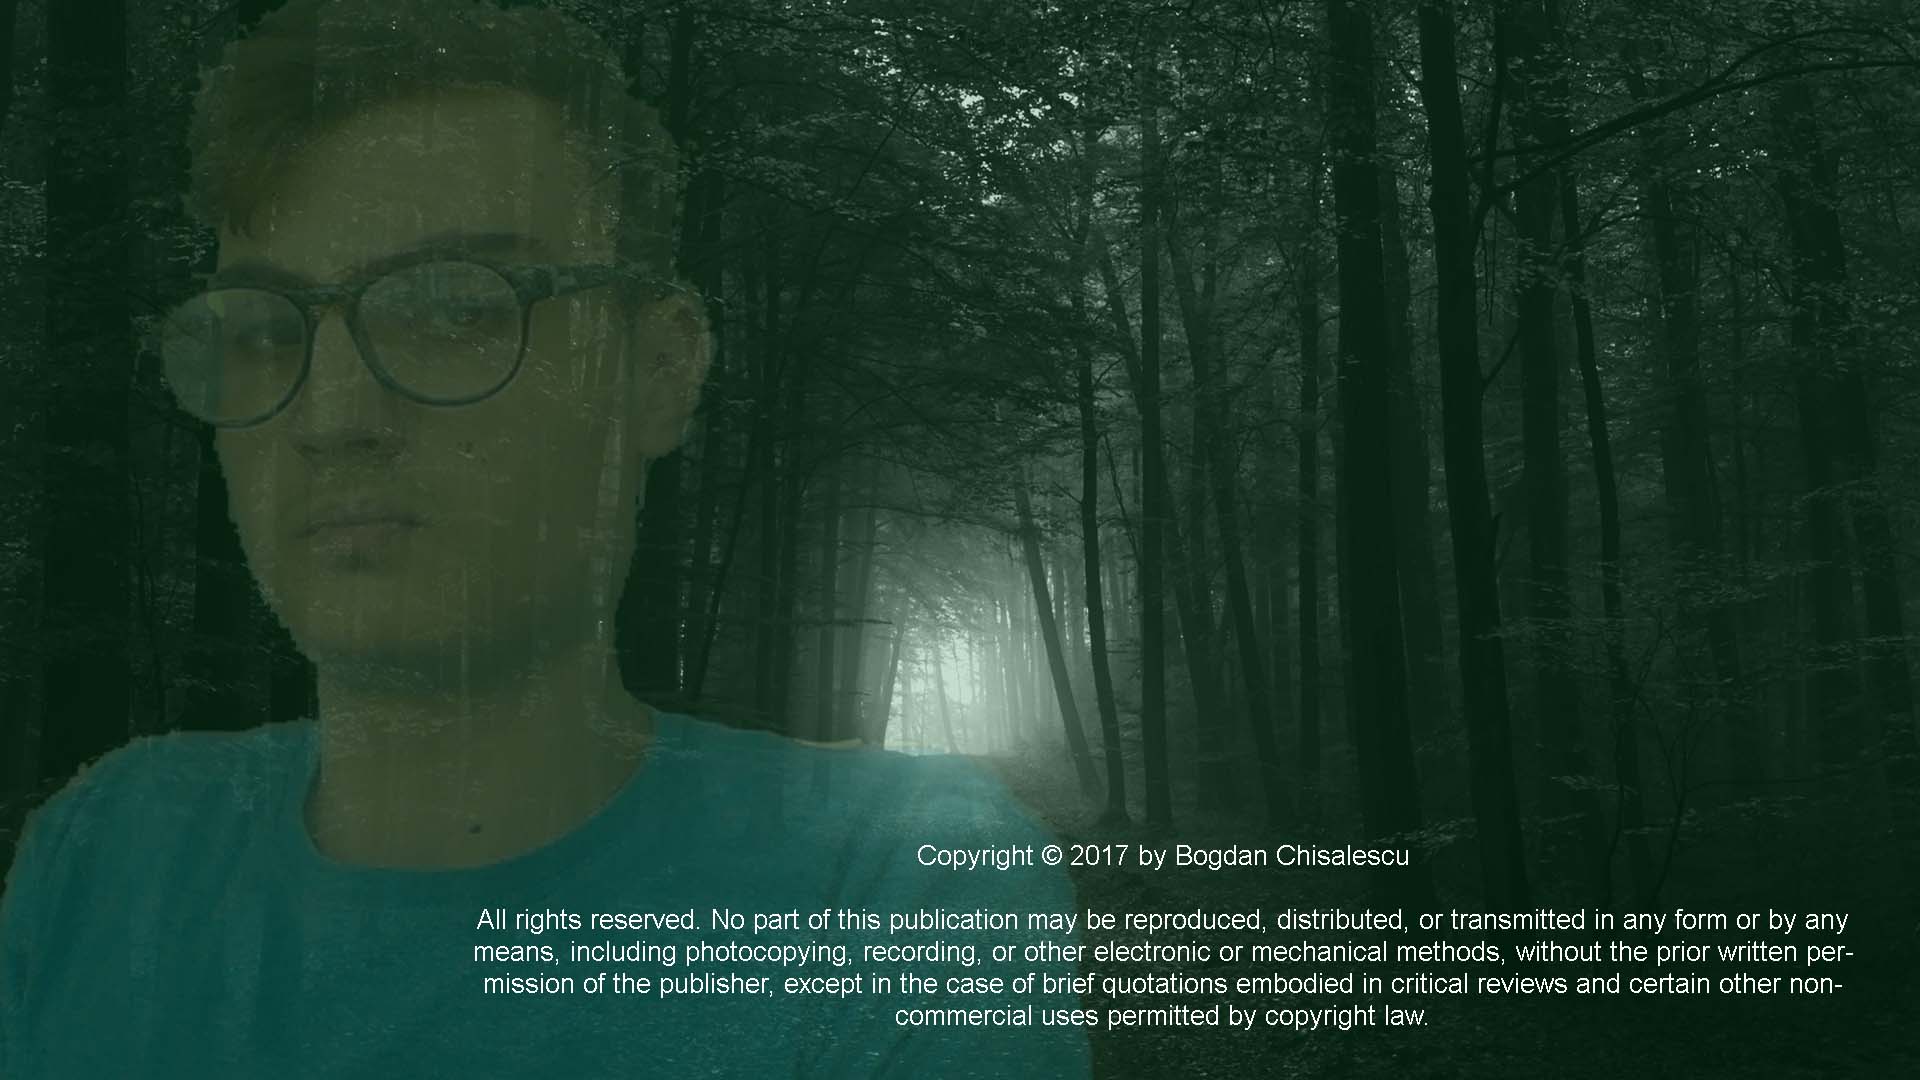 Copyright © 2017 by Bogdan Chisalescu
All rights reserved. No part of this publication may be reproduced, distributed, or transmitted in any form or by any
means, including photocopying, recording, or other electronic or mechanical methods, without the prior written per-
mission of the publisher, except in the case of brief quotations embodied in critical reviews and certain other non-
commercial uses permitted by copyright law.